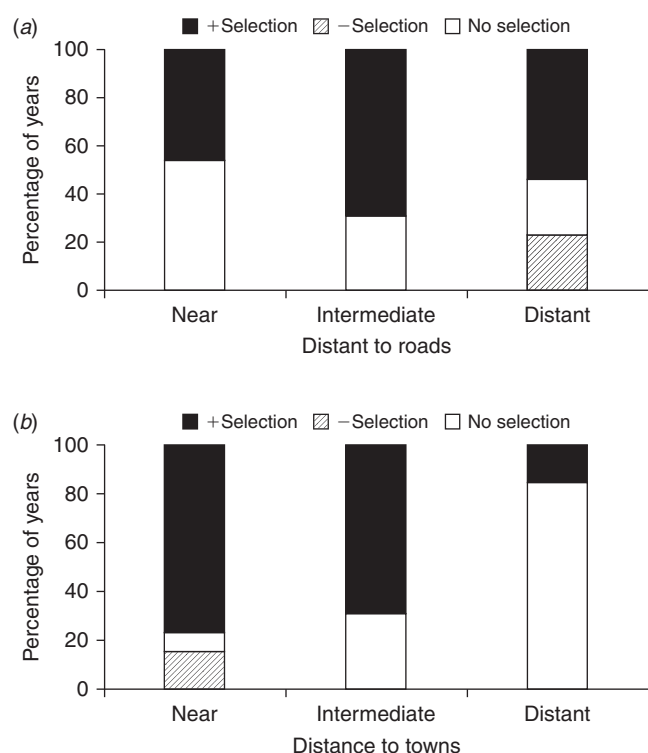 (a)
+Selection −Selection No selection
Percentage of years
100
80
60
40
20
0
Near Intermediate Distant
Distant to roads
(b)
+Selection −Selection No selection
Percentage of years
100
80
60
40
20
0
Near Intermediate Distant
Distance to towns